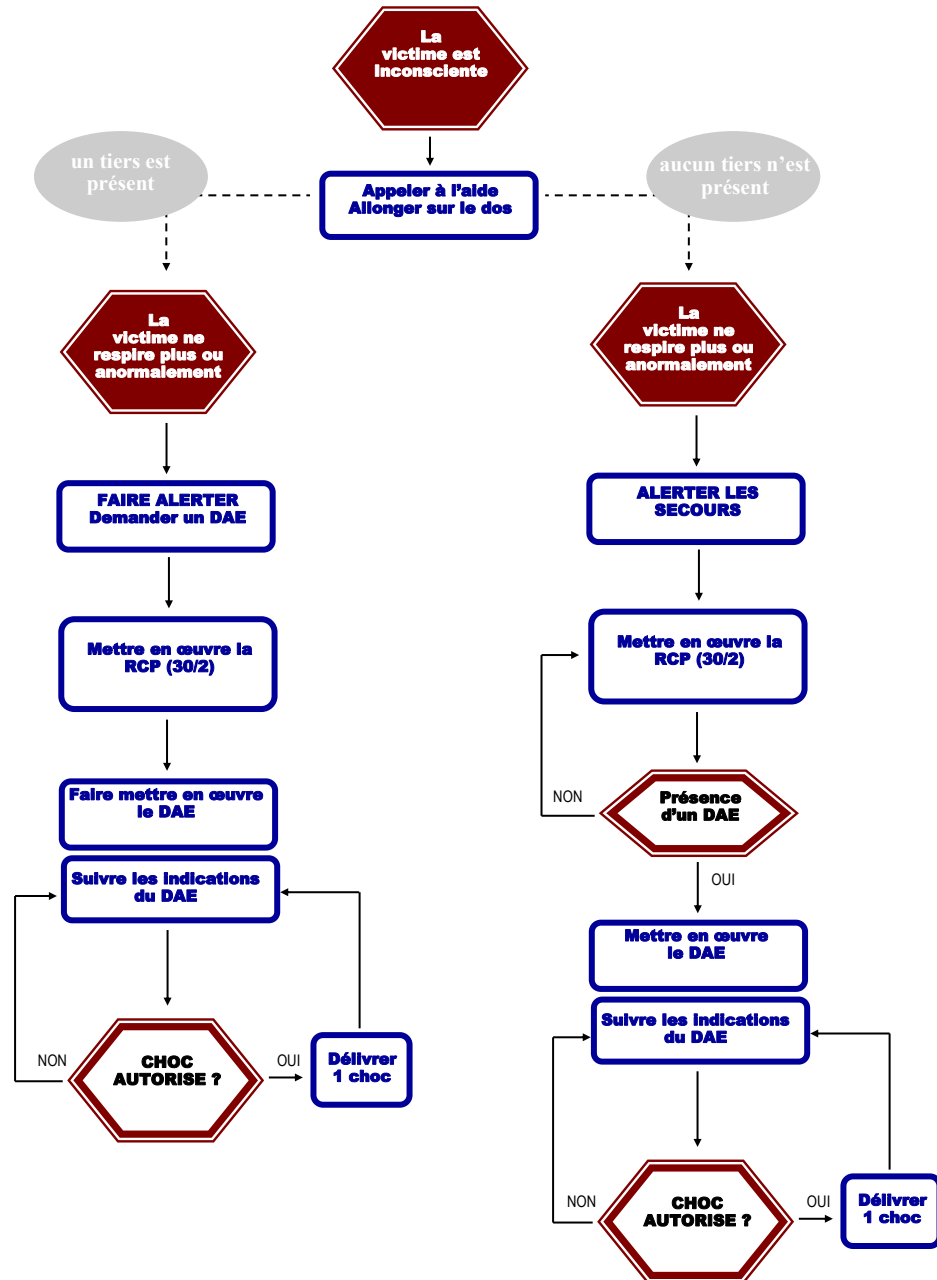 La
victime est
Inconsciente
un tiers est
présent
Appeler à l'aide
Allonger sur le dos
aucun tiers n'est
présent
La
victime ne
respire plus ou
anormalement
FAIRE ALERTER
Demander un DAE
Mettre en œuvre la
RCP (30/2)
Faire mettre en œuvre
le DAE
Suivre les indications
du DAE
NON
CHOC
AUTORISE ?
OUI
Délivrer
1 choc
La
victime ne
respire plus ou
anormalement
ALERTER LES
SECOURS
Mettre en œuvre la
RCP (30/2)
NON
Présence
d'un DAE
OUI
Mettre en œuvre
le DAE
Suivre les indications
du DAE
NON
CHOC
AUTORISE ?
OUI
Délivrer
1 choc